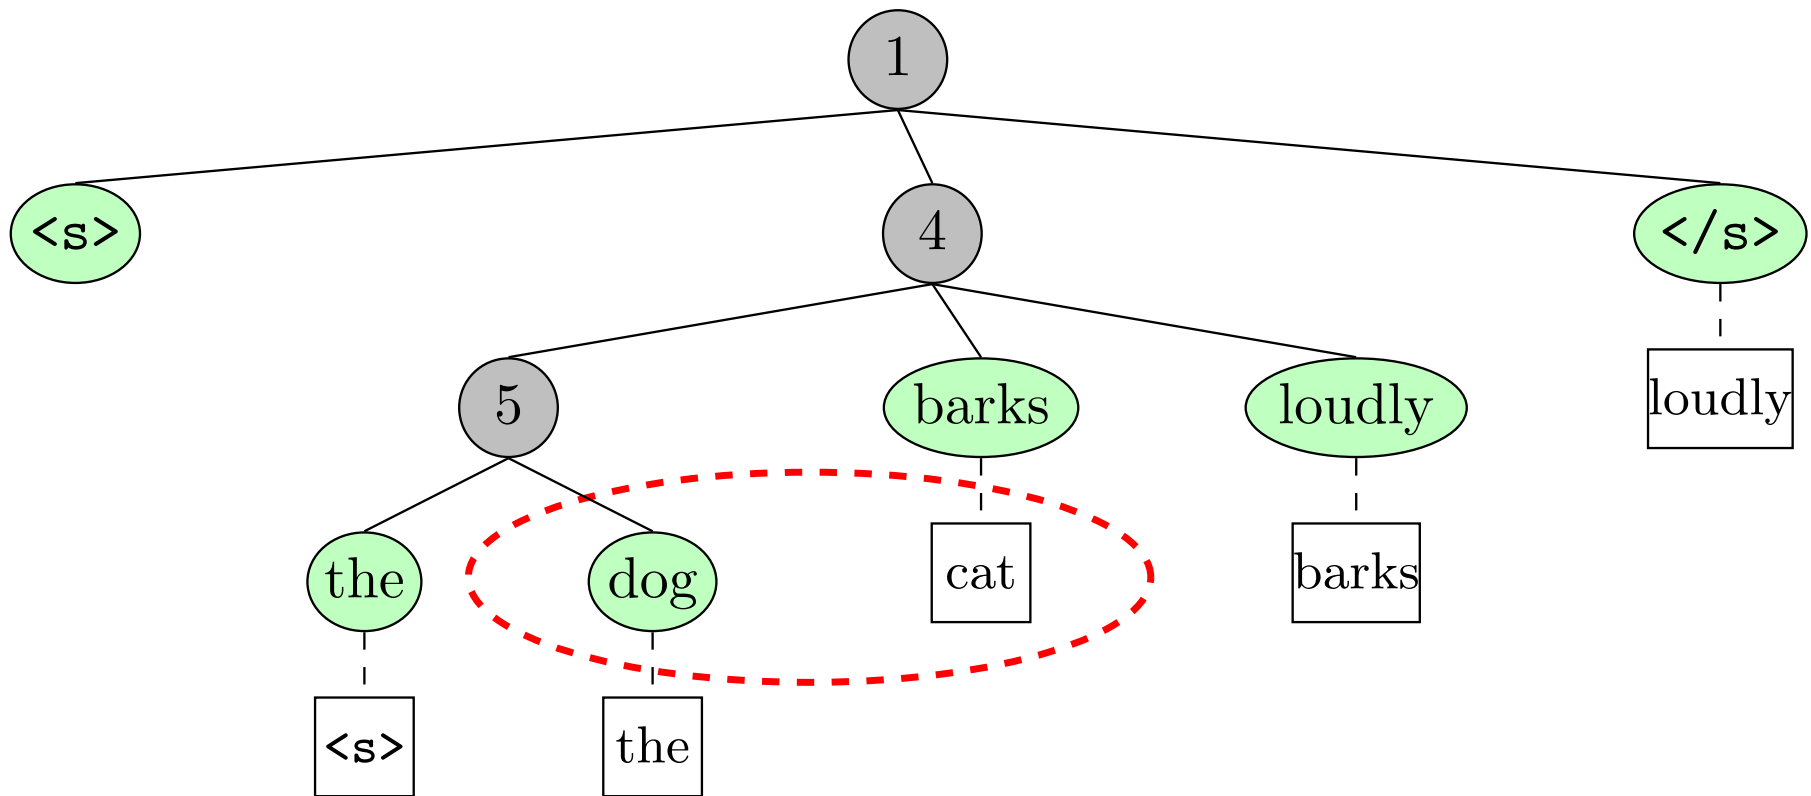 1
<s>
4
</s>
5
barks
loudly
loudly
the
dog
cat
barks
<s>
the